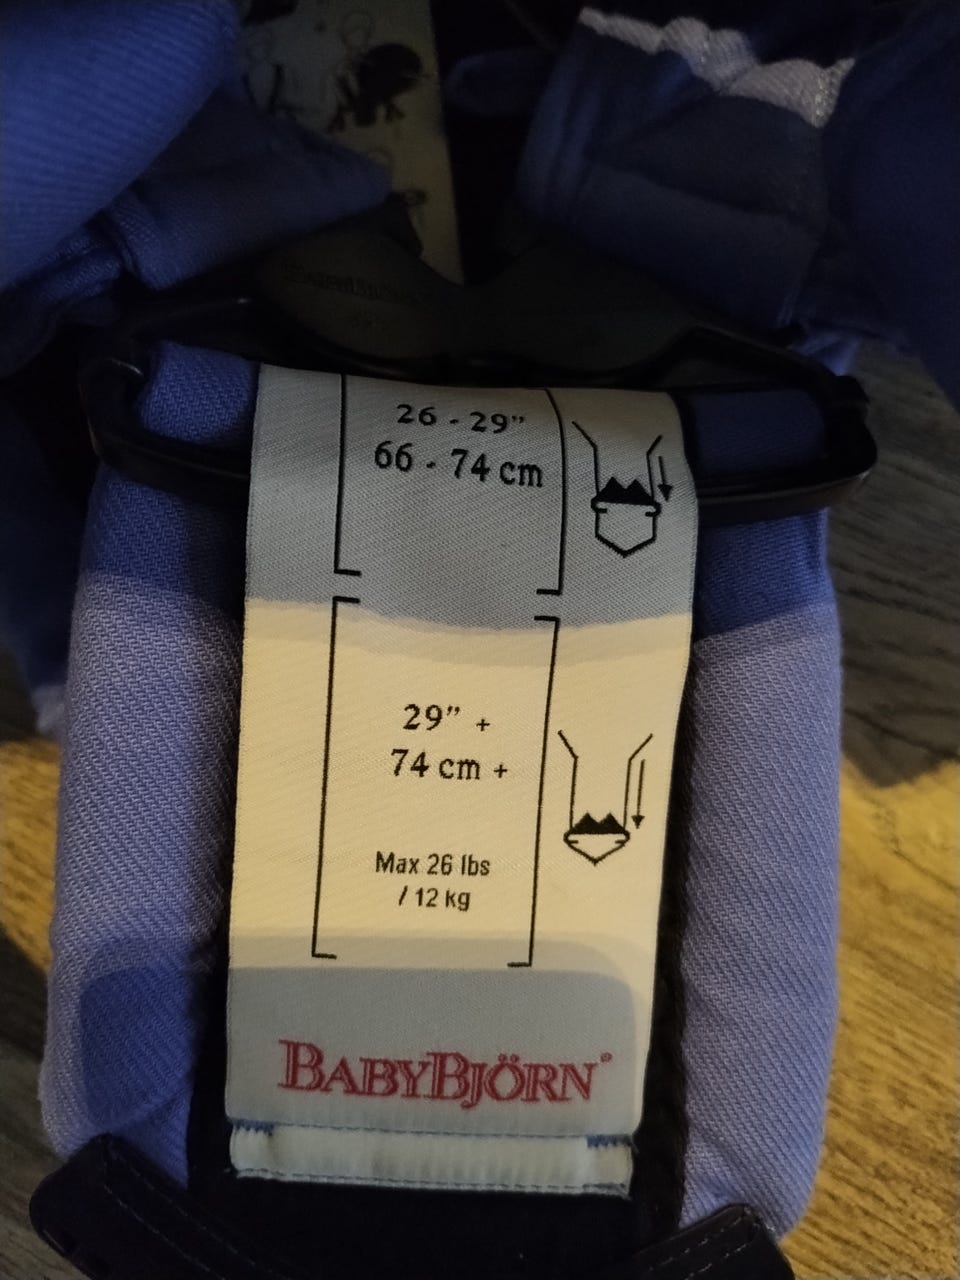 26 - 29”
66 - 74 cm
29” +
74 cm +
Max 26 lbs
/ 12 kg
BABYBJÖRN®